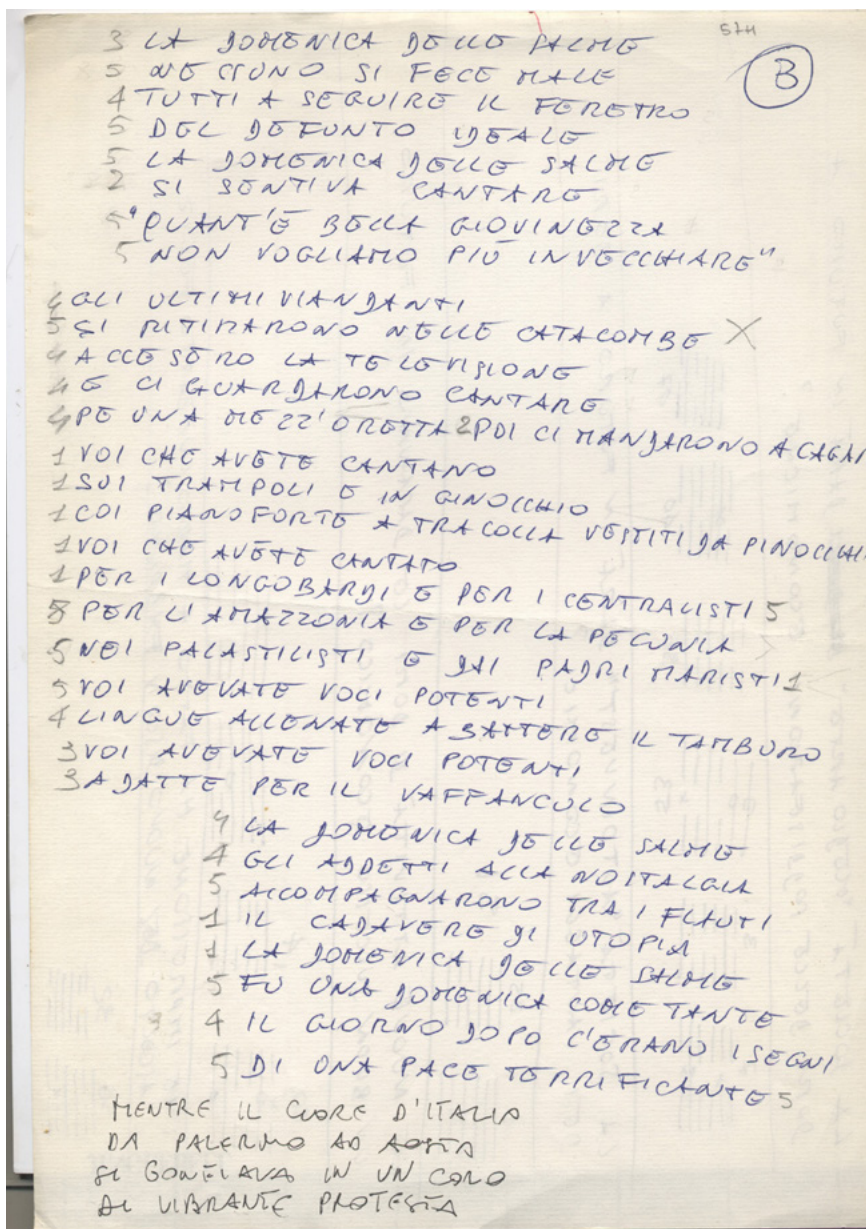 574
B
3 LA DOMENICA DELLE SALME
5 NESSUNO SI FECE MALE
4 TUTTI A SEGUIRE IL FERETRO
5 DEL DEFUNTO IDEALE
5 LA DOMENICA DELLE SALME
2 SI SENTIVA CANTARE
5 "QUANT'È BELLA GIOVINEZZA
5 NON VOGLIAMO PIÙ INVECCHIARE"
4 GLI ULTIMI VIANDANTI
5 SI RITIRARONO NELLE CATACOMBE X
4 ACCESERO LA TELEVISIONE
4 E CI GUARDARONO CANTARE
4 PE UNA MEZZ'ORETTA 2 POI CI MANDARONO A CAGAR
1 VOI CHE AVETE CANTANO
1 SUI TRAMPOLI E IN GINOCCHIO
1 COI PIANOFORTE A TRACOLLA VESTITI DA PINOCCHI
1 VOI CHE AVETE CANTATO
1 PER I LONGOBARDI E PER I CENTRALISTI 5
5 PER L'AMAZZONIA E PER LA PECUNIA
5 NEI PALASTILISTI E DAI PADRI MARISTI 1
5 VOI AVEVATE VOCI POTENTI
4 LINGUE ALLENATE A BATTERE IL TAMBURO
3 VOI AVEVATE VOCI POTENTI
3 ADATTE PER IL VAFFANCULO
4 LA DOMENICA DELLE SALME
4 GLI ADDETTI ALLA NOSTALGIA
5 ACCOMPAGNARONO TRA I FLAUTI
1 IL CADAVERE DI UTOPIA
1 LA DOMENICA DELLE SALME
5 FU UNA DOMENICA COME TANTE
4 IL GIORNO DOPO C'ERANO I SEGNI
5 DI UNA PACE TERRIFICANTE 5
MENTRE IL CUORE D'ITALIA
DA PALERMO AD AOSTA
SI GONFIAVA IN UN CORO
DI VIBRANTE PROTESTA